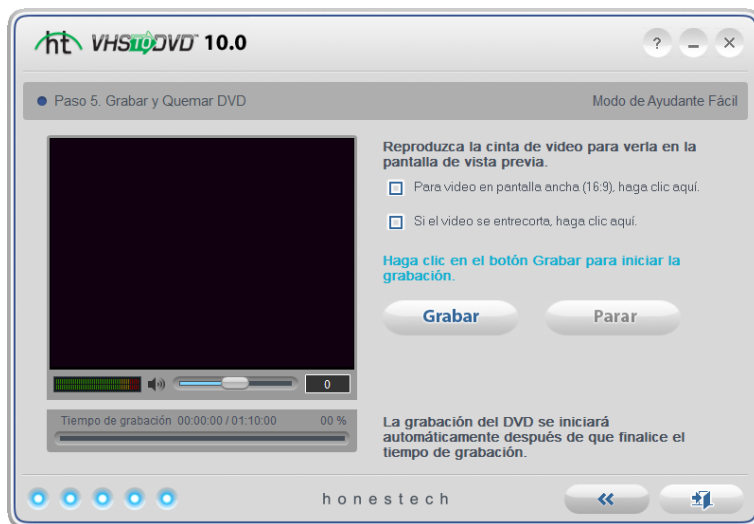 ht VHSTODVD™ 10.0
?
Paso 5. Grabar y Quemar DVD
Modo de Ayudante Fácil
Reproduzca la cinta de video para verla en la
pantalla de vista previa.
Para video en pantalla ancha (16:9), haga clic aquí.
Si el video se entrecorta, haga clic aquí.
Haga clic en el botón Grabar para iniciar la
grabación.
Grabar
Parar
0
Tiempo de grabación 00:00:00 / 01:10:00
00 %
La grabación del DVD se iniciará
automáticamente después de que finalice el
tiempo de grabación.
honestech